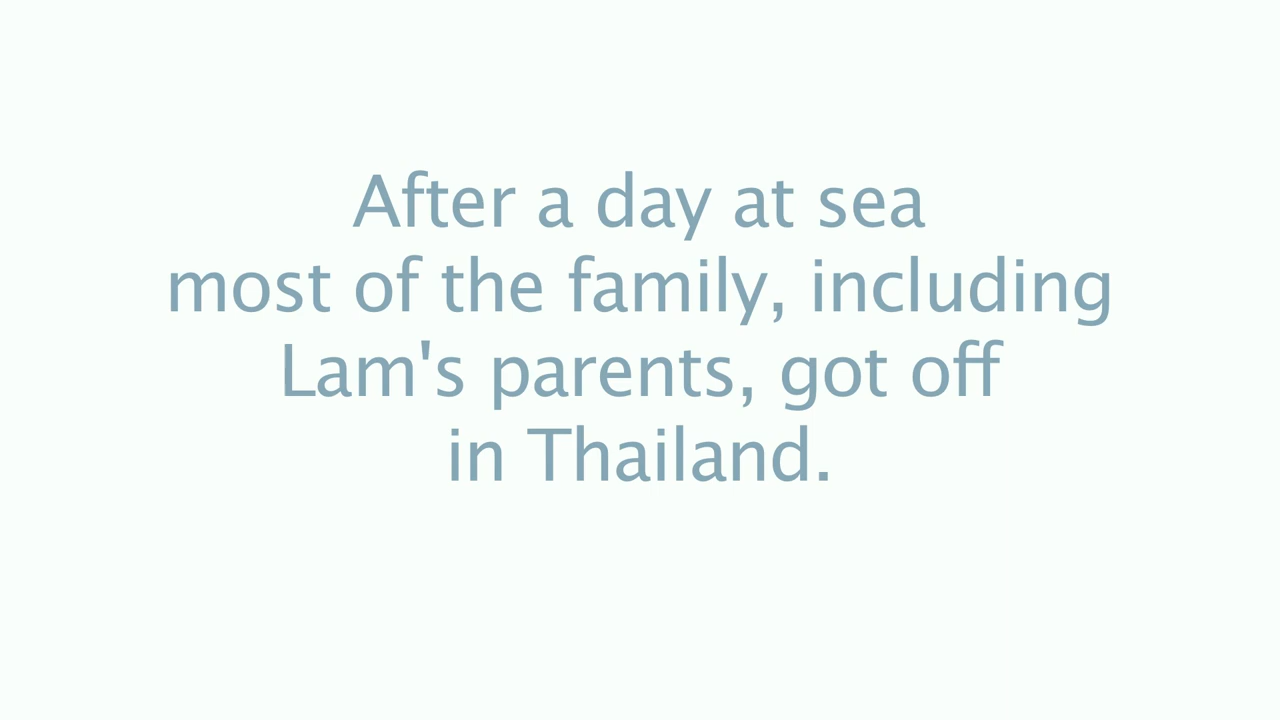 After a day at sea
most of the family, including
Lam's parents, got off
in Thailand.